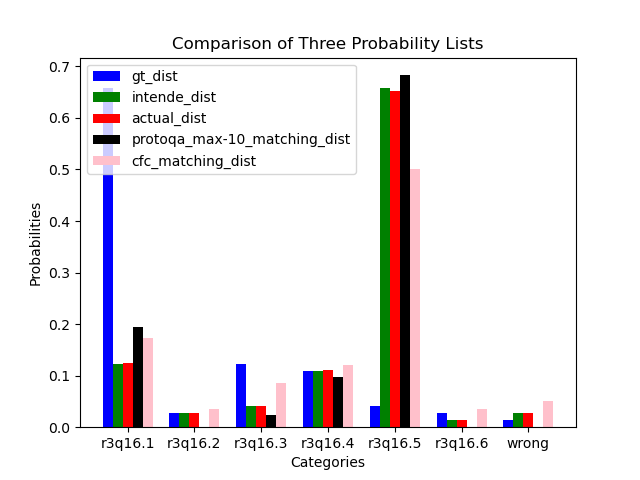 Comparison of Three Probability Lists
gt_dist
intende_dist
actual_dist
protoqa_max-10_matching_dist
cfc_matching_dist
Probabilities
0.7
0.6
0.5
0.4
0.3
0.2
0.1
0.0
r3q16.1 r3q16.2 r3q16.3 r3q16.4 r3q16.5 r3q16.6 wrong
Categories